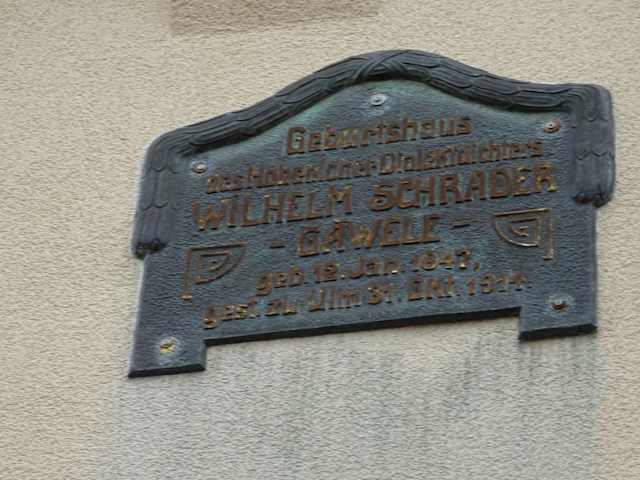 Geburtshaus
des Hohenloher Dialektdichters
WILHELM SCHRADER
- GÄWELE -
geb. 12. Jan. 1847,
gest. zu Ulm 31. Okt. 1914.